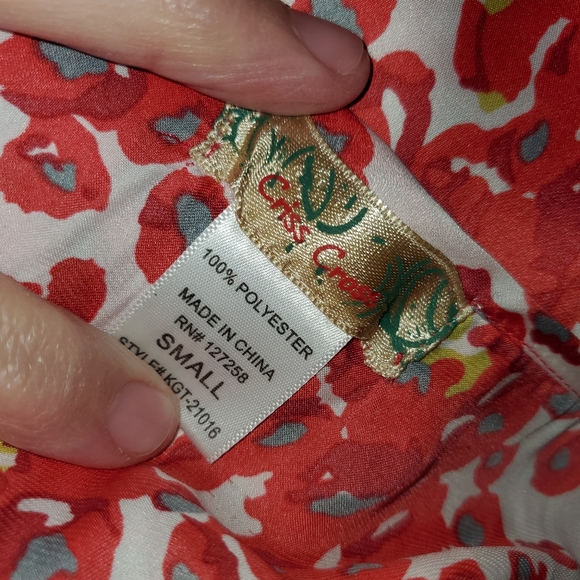 Criss Cross
100% POLYESTER
MADE IN CHINA
RN# 127258
SMALL
STYLE# KGT-21016